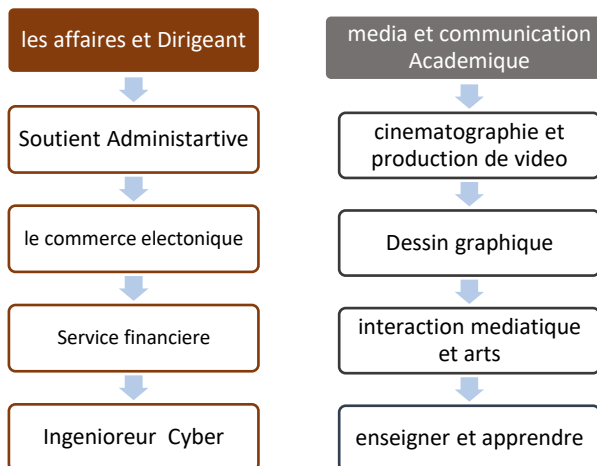 les affaires et Dirigeant
Soutient Administartive
le commerce electonique
Service financiere
Ingenioreur Cyber
media et communication
Academique
cinematographie et
production de video
Dessin graphique
interaction mediatique
et arts
enseigner et apprendre